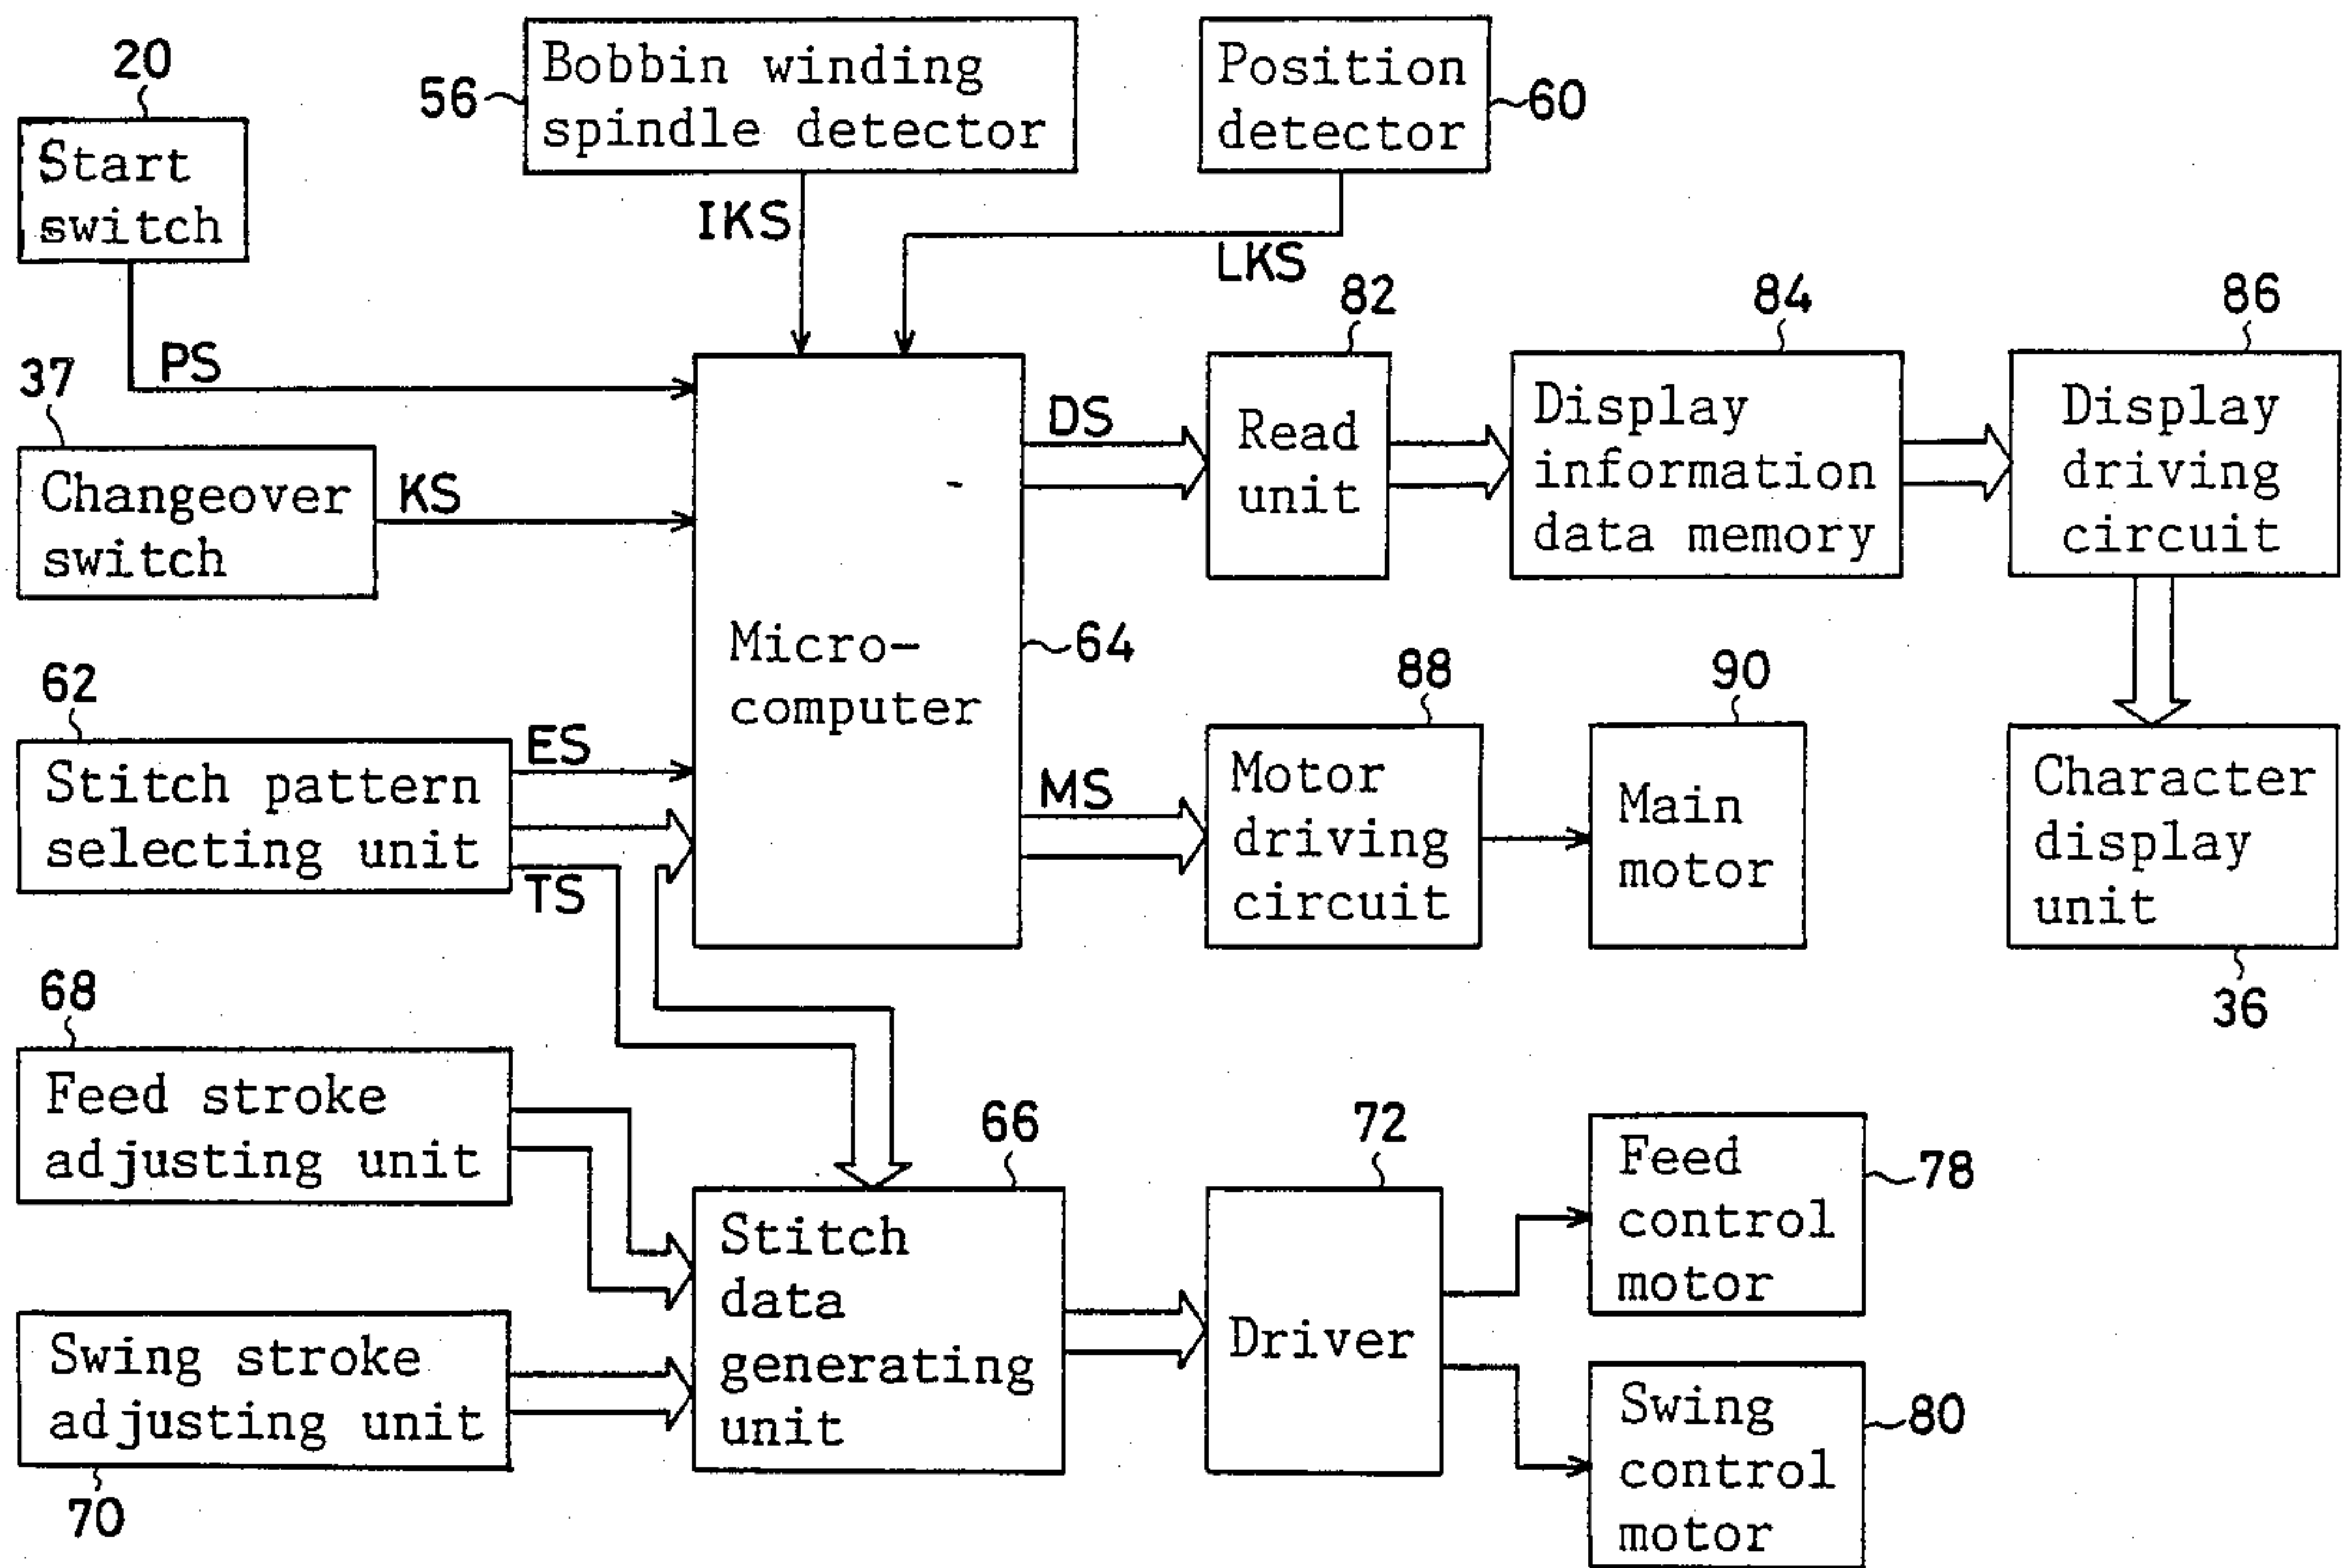 20
Start
switch
56
Bobbin winding
spindle detector
Position
detector
60
IKS
LKS
PS
37
Changeover
switch
KS
62
Stitch pattern
selecting unit
ES
TS
Micro-
computer
64
DS
82
Read
unit
84
Display
information
data memory
86
Display
driving
circuit
MS
88
Motor
driving
circuit
90
Main
motor
Character
display
unit
36
68
Feed stroke
adjusting unit
Swing stroke
adjusting unit
70
66
Stitch
data
generating
unit
72
Driver
Feed
control
motor
78
Swing
control
motor
80